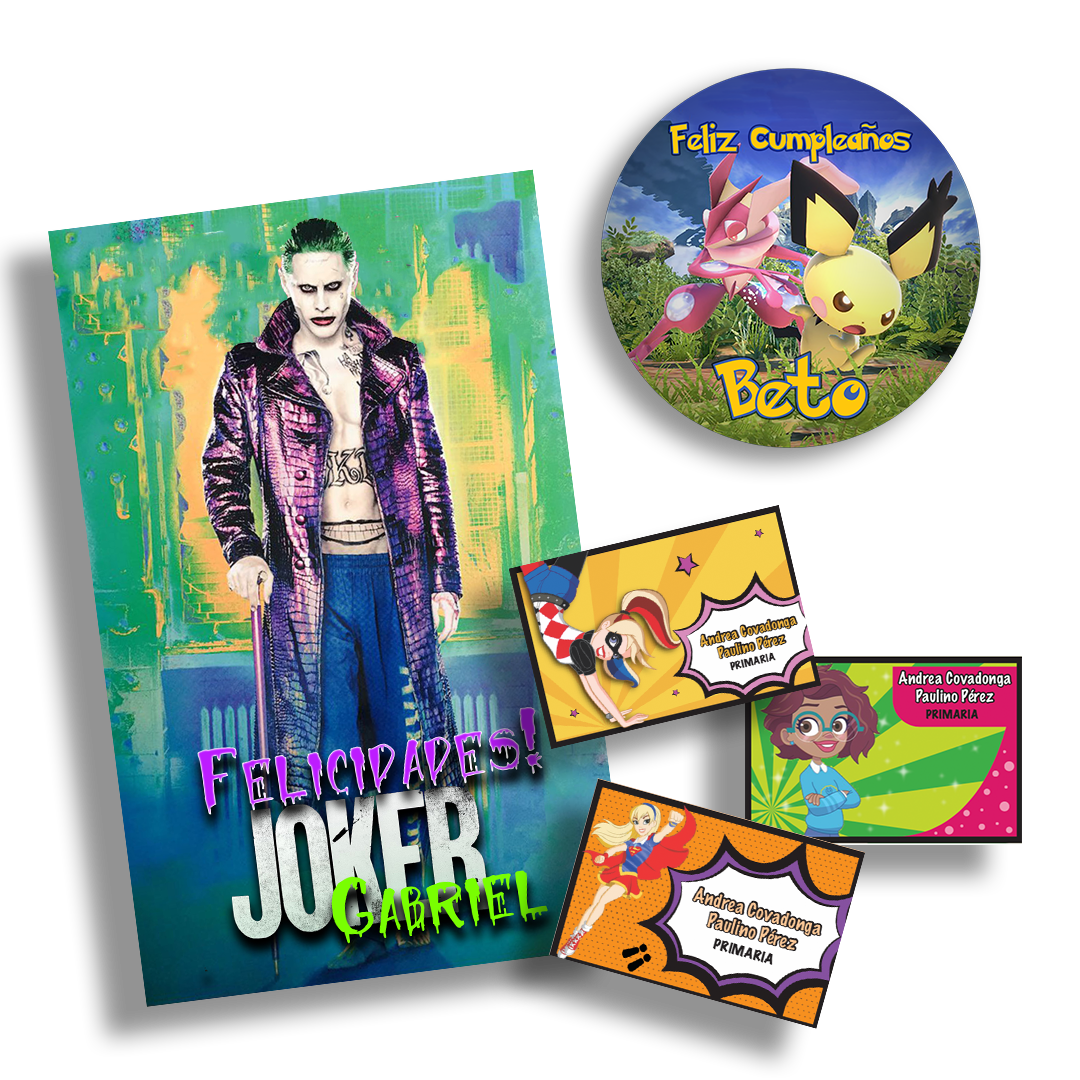 Feliz Cumpleaños
Beto
FELICIDADES!
JOKER
GABRIEL
Andrea Covadonga
Paulino Pérez
PRIMARIA
Andrea Covadonga
Paulino Pérez
PRIMARIA
Andrea Covadonga
Paulino Pérez
PRIMARIA